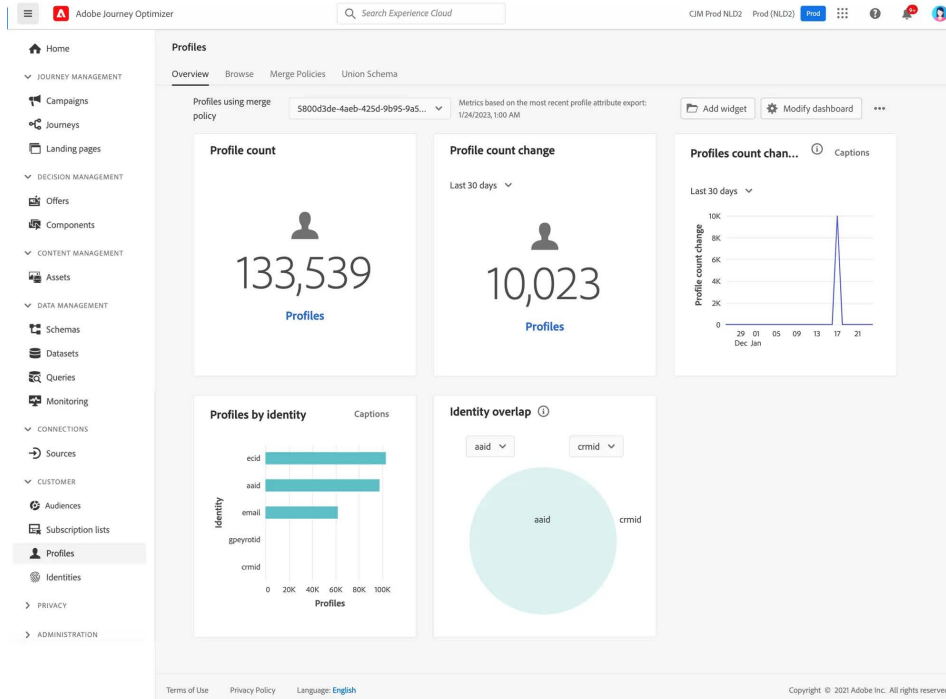 Adobe Journey Optimizer
Search Experience Cloud
CJM Prod NLD2 Prod (NLD2) Prod
9+
Home
JOURNEY MANAGEMENT
Campaigns
Journeys
Landing pages
DECISION MANAGEMENT
Offers
Components
CONTENT MANAGEMENT
Assets
DATA MANAGEMENT
Schemas
Datasets
Queries
Monitoring
CONNECTIONS
Sources
CUSTOMER
Audiences
Subscription lists
Profiles
Identities
PRIVACY
ADMINISTRATION
Profiles
Overview Browse Merge Policies Union Schema
Profiles using merge
policy
5800d3de-4aeb-425d-9b95-9a5...
Metrics based on the most recent profile attribute export:
1/24/2023, 1:00 AM
Add widget
Modify dashboard
Profile count
133,539
Profiles
Profile count change
Last 30 days
10,023
Profiles
Profiles count chan... Captions
Last 30 days
Profile count change
10K
8K
6K
4K
2K
0
29 01 05 09 13 17 21
Dec Jan
Profiles by identity Captions
Identity
ecid
aaid
email
gpeyrotid
crmid
0 20K 40K 60K 80K 100K
Profiles
Identity overlap
aaid crmid
aaid crmid
Terms of Use Privacy Policy Language: English
Copyright © 2021 Adobe Inc. All rights reserved